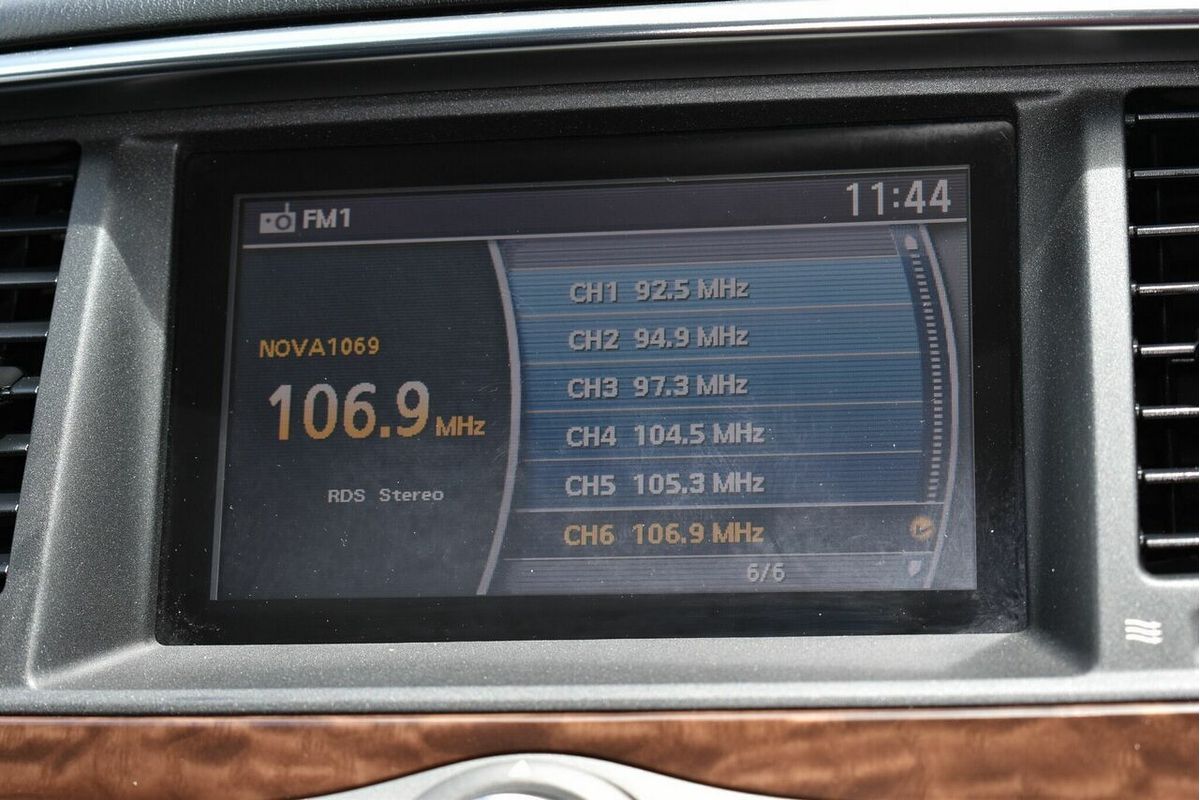 FM1
11:44
NOVA1069
106.9 MHz
RDS Stereo
CH1 92.5 MHz
CH2 94.9 MHz
CH3 97.3 MHz
CH4 104.5 MHz
CH5 105.3 MHz
CH6 106.9 MHz
6/6